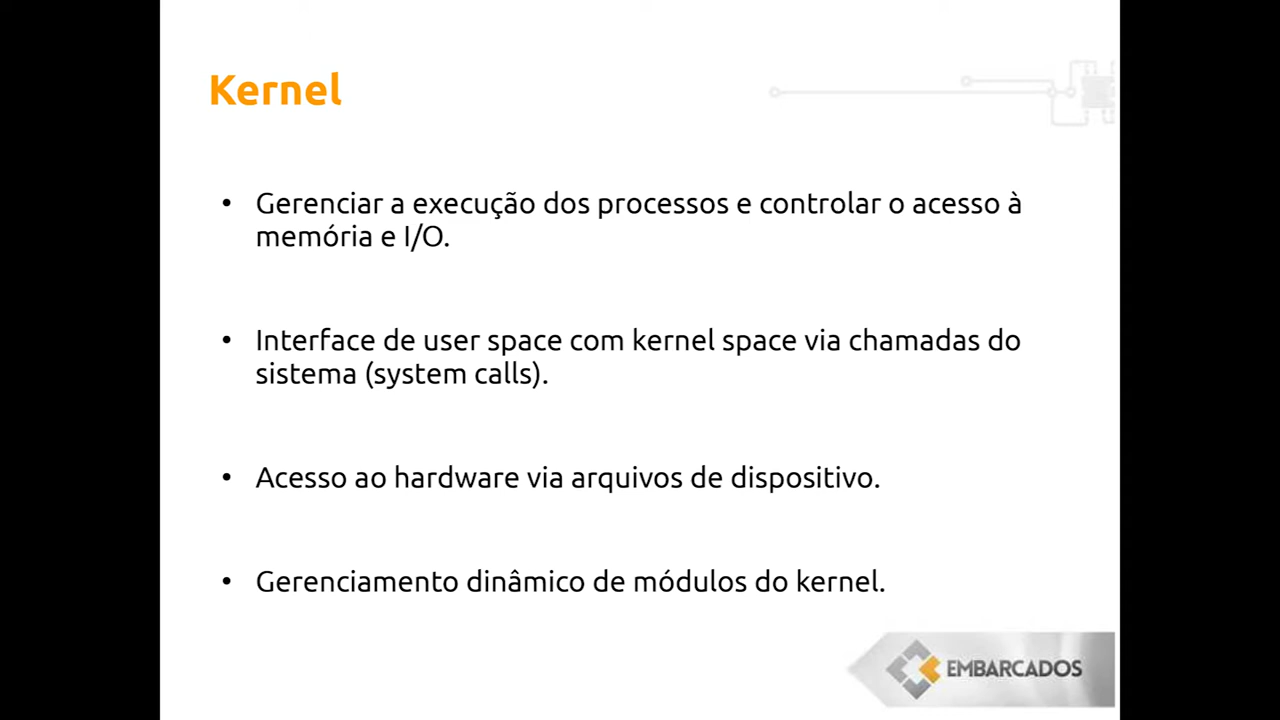 Kernel
• Gerenciar a execução dos processos e controlar o acesso à
memória e I/O.
• Interface de user space com kernel space via chamadas do
sistema (system calls).
• Acesso ao hardware via arquivos de dispositivo.
• Gerenciamento dinâmico de módulos do kernel.
EMBARCADOS